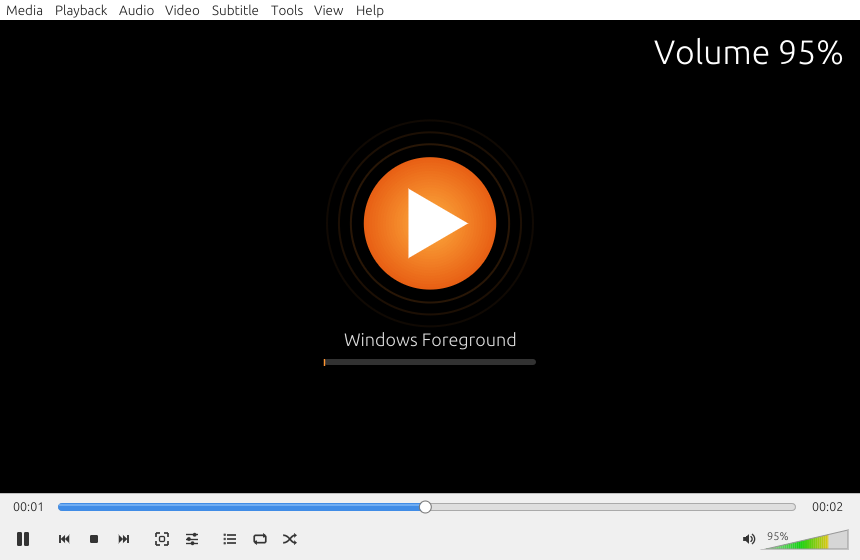 Media Playback Audio Video Subtitle Tools View Help
Volume 95%
Windows Foreground
00:01 00:02
95%